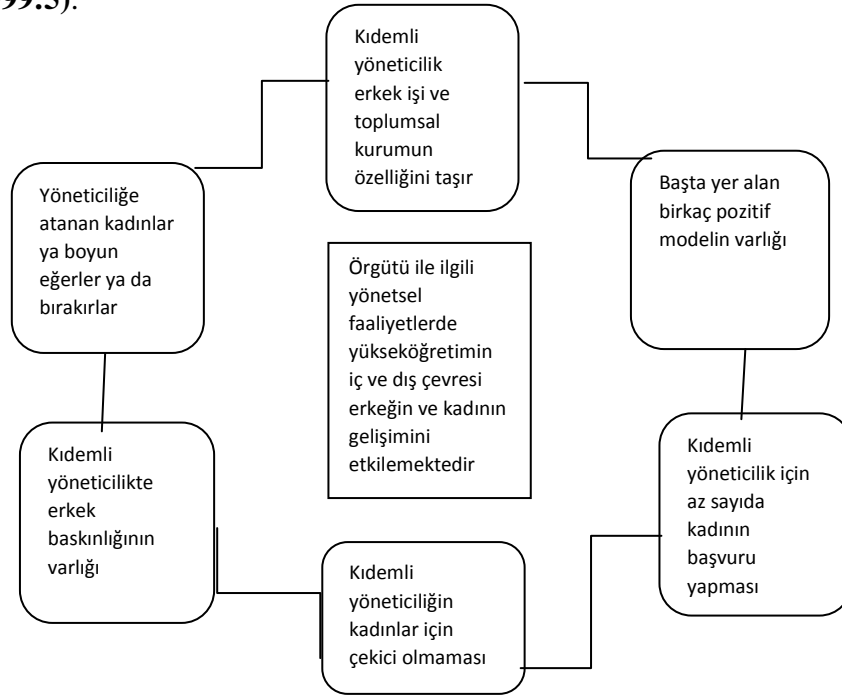 99.5).
Kıdemli
yöneticilik
erkek işi ve
toplumsal
kurumun
özelliğini taşır
Yöneticiliğe
atanan kadınlar
ya boyun
eğerler ya da
bırakırlar
Başta yer alan
birkaç pozitif
modelin varlığı
Örgütü ile ilgili
yönetsel
faaliyetlerde
yükseköğretimin
iç ve dış çevresi
erkeğin ve kadının
gelişimini
etkilemektedir
Kıdemli
yöneticilikte
erkek
baskınlığının
varlığı
Kıdemli
yöneticilik için
az sayıda
kadının
başvuru
yapması
Kıdemli
yöneticiliğin
kadınlar için
çekici olmaması